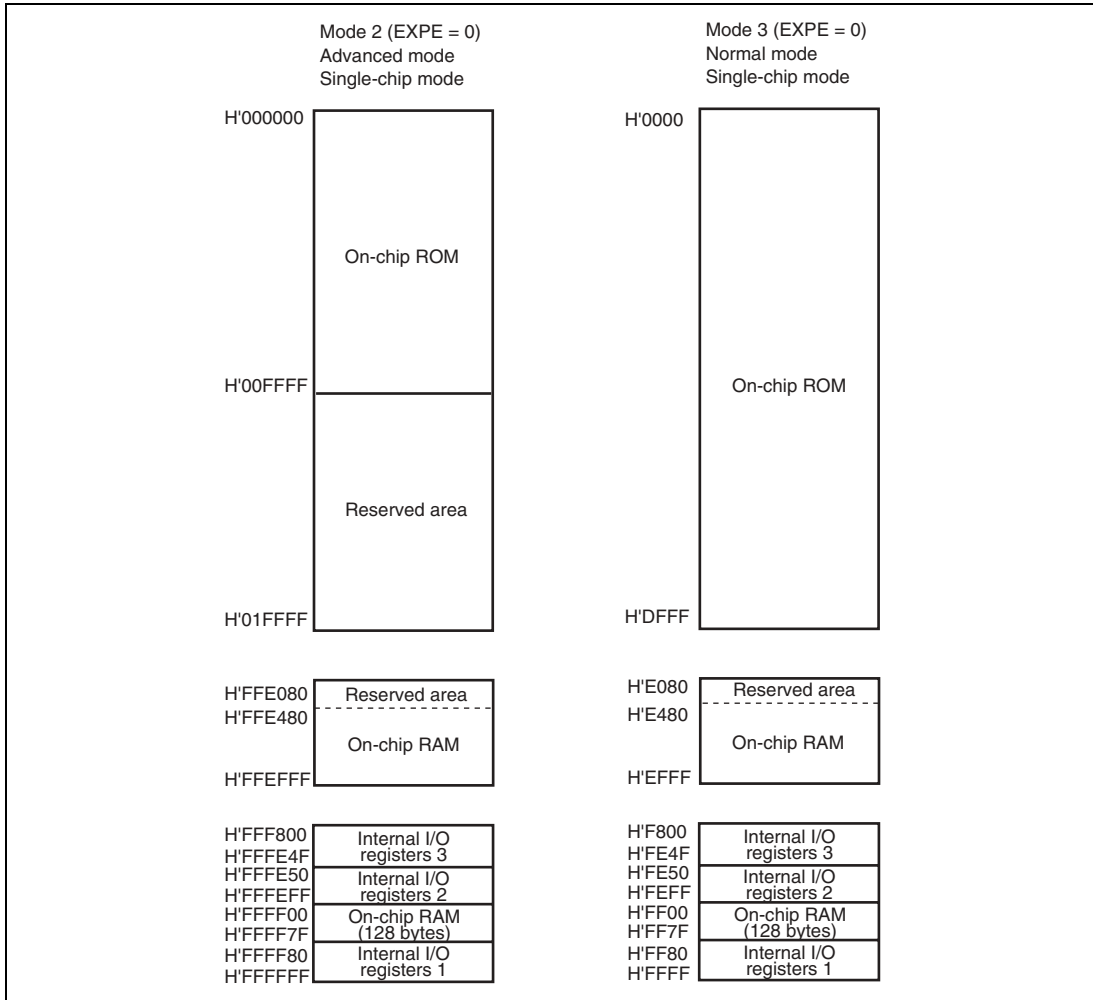 Mode 2 (EXPE = 0)
Advanced mode
Single-chip mode
H'000000
On-chip ROM
H'00FFFF
Reserved area
H'01FFFF
H'FFE080
Reserved area
H'FFE480
On-chip RAM
H'FFEFFF
H'FFF800
Internal I/O
registers 3
H'FFFE4F
H'FFFE50
Internal I/O
registers 2
H'FFFEFF
H'FFFF00
On-chip RAM
(128 bytes)
H'FFFF7F
H'FFFF80
Internal I/O
registers 1
H'FFFFFF
Mode 3 (EXPE = 0)
Normal mode
Single-chip mode
H'0000
On-chip ROM
H'DFFF
H'E080
Reserved area
H'E480
On-chip RAM
H'EFFF
H'F800
Internal I/O
registers 3
H'FE4F
H'FE50
Internal I/O
registers 2
H'FEFF
H'FF00
On-chip RAM
(128 bytes)
H'FF7F
H'FF80
Internal I/O
registers 1
H'FFFF